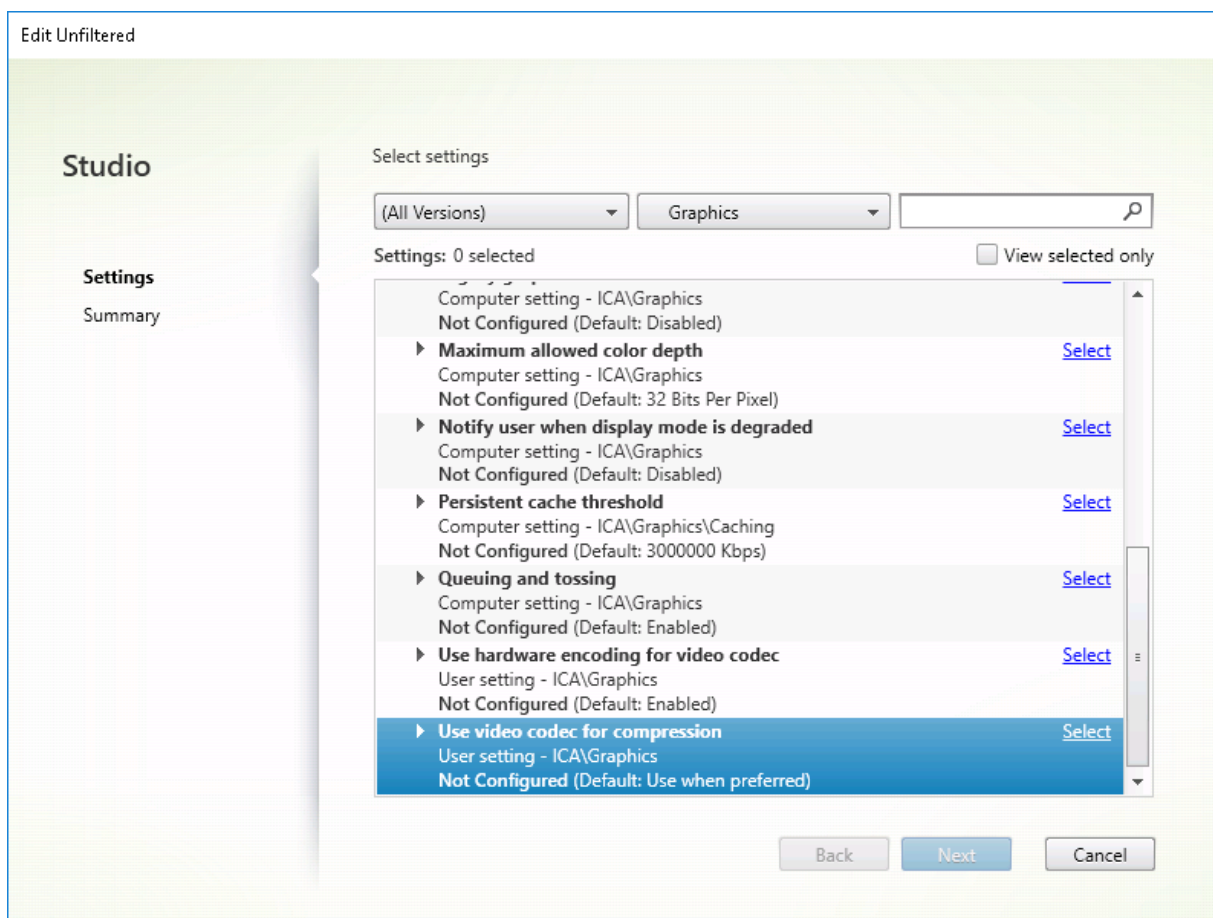 Edit Unfiltered
Studio
Settings
Summary
Select settings
(All Versions)
Graphics
Settings: 0 selected
View selected only
Computer setting - ICA\Graphics
Not Configured (Default: Disabled)
Maximum allowed color depth Select
Computer setting - ICA\Graphics
Not Configured (Default: 32 Bits Per Pixel)
Notify user when display mode is degraded Select
Computer setting - ICA\Graphics
Not Configured (Default: Disabled)
Persistent cache threshold Select
Computer setting - ICA\Graphics\Caching
Not Configured (Default: 3000000 Kbps)
Queuing and tossing Select
Computer setting - ICA\Graphics
Not Configured (Default: Enabled)
Use hardware encoding for video codec Select
User setting - ICA\Graphics
Not Configured (Default: Enabled)
Use video codec for compression Select
User setting - ICA\Graphics
Not Configured (Default: Use when preferred)
Back Next Cancel